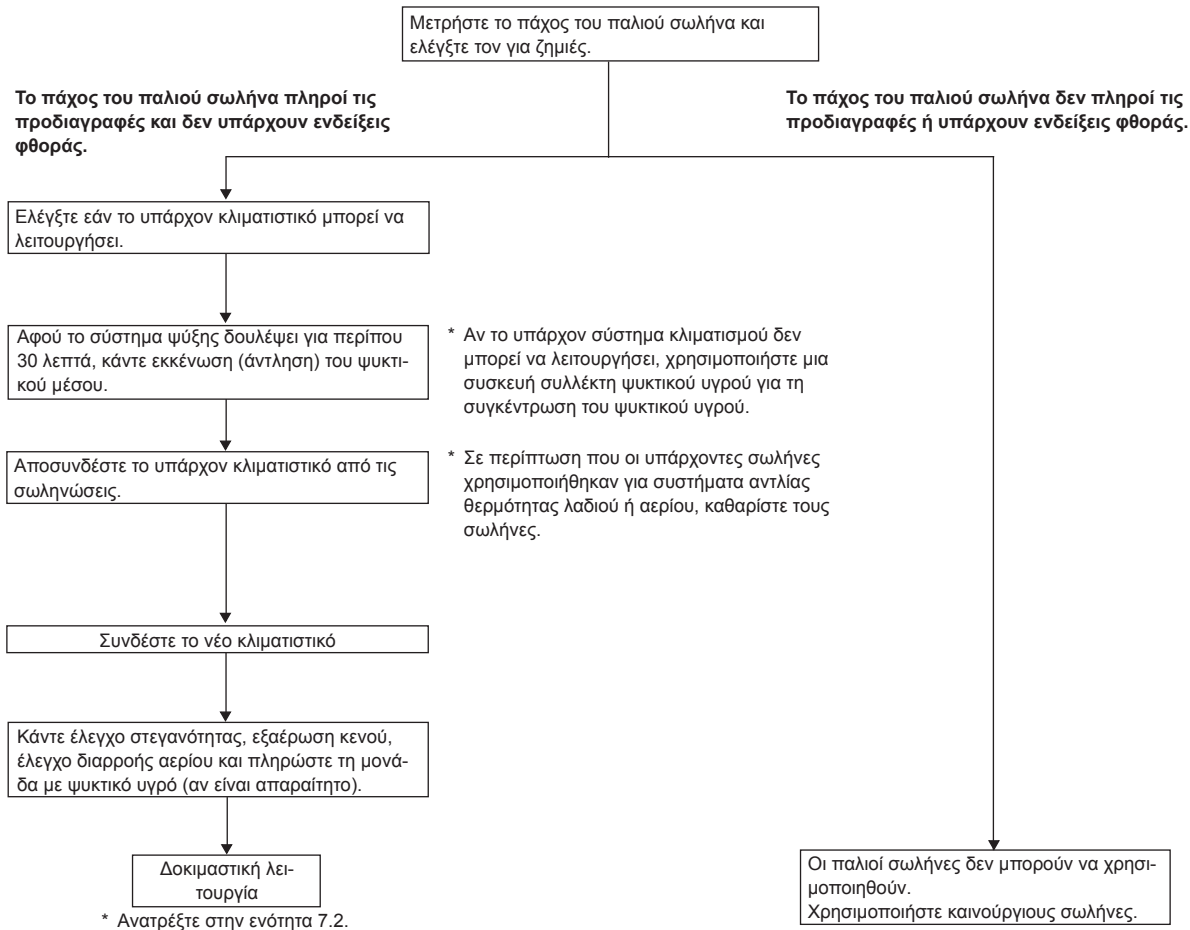 Μετρήστε το πάχος του παλιού σωλήνα και
ελέγξτε τον για ζημιές.
Το πάχος του παλιού σωλήνα πληροί τις
προδιαγραφές και δεν υπάρχουν ενδείξεις
φθοράς.
Το πάχος του παλιού σωλήνα δεν πληροί τις
προδιαγραφές ή υπάρχουν ενδείξεις φθοράς.
Ελέγξτε εάν το υπάρχον κλιματιστικό μπορεί να
λειτουργήσει.
Αφού το σύστημα ψύξης δουλέψει για περίπου
30 λεπτά, κάντε εκκένωση (άντληση) του ψυκτι-
κού μέσου.
* Αν το υπάρχον σύστημα κλιματισμού δεν
μπορεί να λειτουργήσει, χρησιμοποιήστε μια
συσκευή συλλέκτη ψυκτικού υγρού για τη
συγκέντρωση του ψυκτικού υγρού.
Αποσυνδέστε το υπάρχον κλιματιστικό από τις
σωληνώσεις.
* Σε περίπτωση που οι υπάρχοντες σωλήνες
χρησιμοποιήθηκαν για συστήματα αντλίας
θερμότητας λαδιού ή αερίου, καθαρίστε τους
σωλήνες.
Συνδέστε το νέο κλιματιστικό
Κάντε έλεγχο στεγανότητας, εξαέρωση κενού,
έλεγχο διαρροής αερίου και πληρώστε τη μονά-
δα με ψυκτικό υγρό (αν είναι απαραίτητο).
Δοκιμαστική λει-
τουργία
* Ανατρέξτε στην ενότητα 7.2.
Οι παλιοί σωλήνες δεν μπορούν να χρησι-
μοποιηθούν.
Χρησιμοποιήστε καινούργιους σωλήνες.